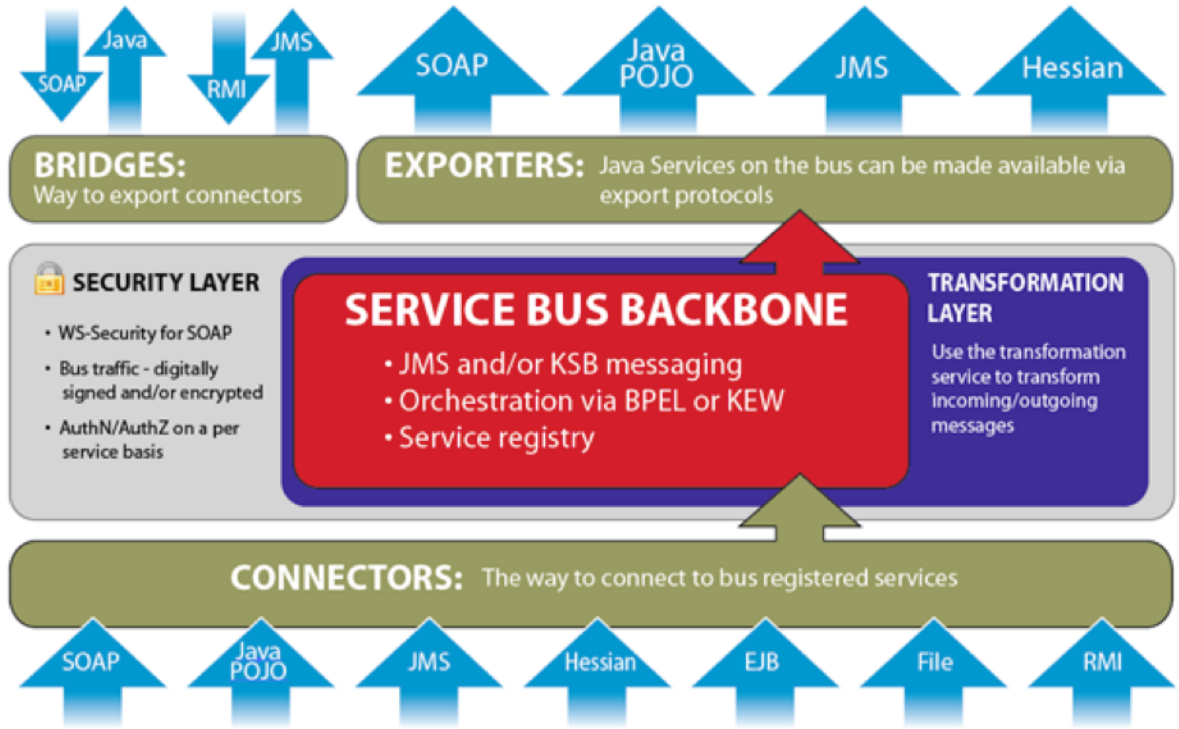 Java
JMS
SOAP
RMI
SOAP
Java
POJO
JMS
Hessian
BRIDGES:
Way to export connectors
EXPORTERS: Java Services on the bus can be made available via
export protocols
SECURITY LAYER
• WS-Security for SOAP
• Bus traffic - digitally
signed and/or encrypted
• AuthN/AuthZ on a per
service basis
SERVICE BUS BACKBONE
• JMS and/or KSB messaging
• Orchestration via BPEL or KEW
• Service registry
TRANSFORMATION
LAYER
Use the transformation
service to transform
incoming/outgoing
messages
CONNECTORS: The way to connect to bus registered services
SOAP
Java
POJO
JMS
Hessian
EJB
File
RMI